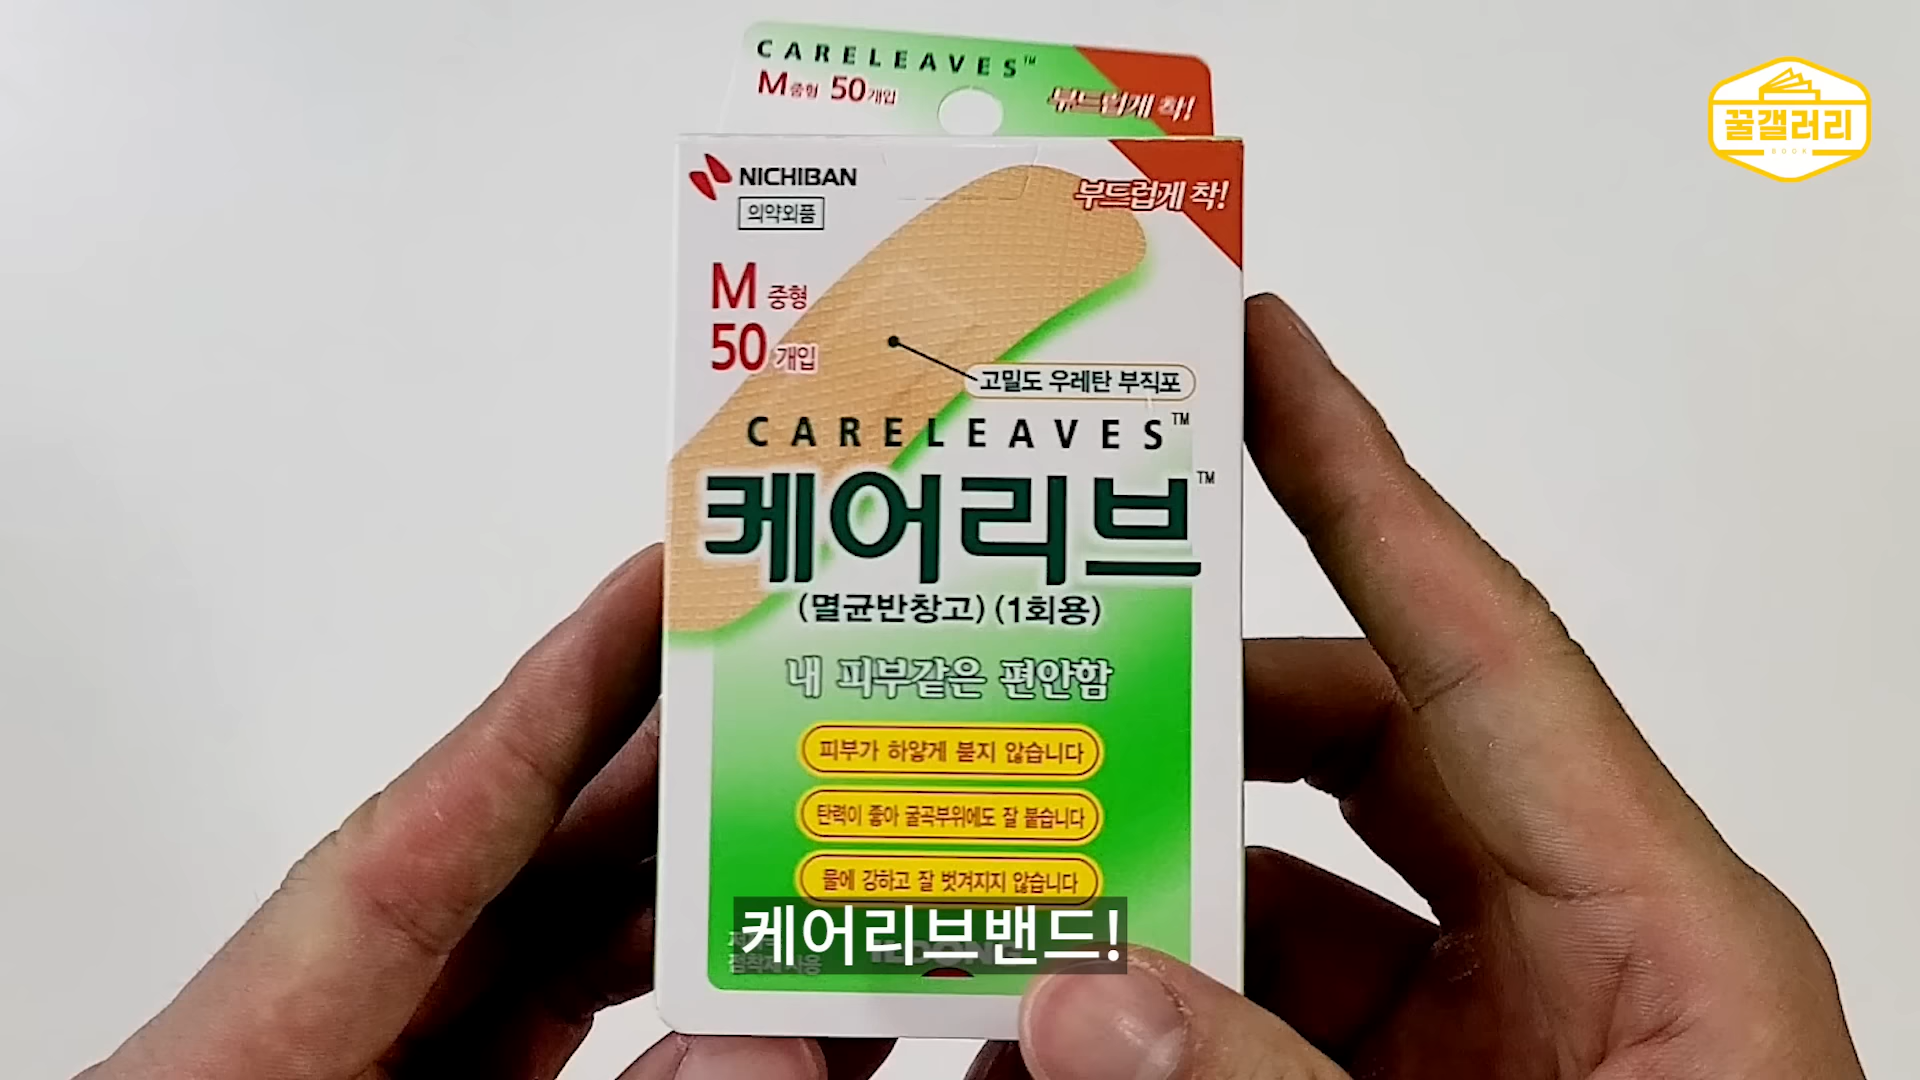 CARELEAVES™
M 중형 50개입
부드럽게 착!
꿀갤러리
BOOK
NICHIBAN
의약외품
부드럽게 착!
M 중형
50 개입
고밀도 우레탄 부직포
CARELEAVES™
케어리브™
(멸균반창고) (1회용)
내 피부같은 편안함
피부가 하얗게 붇지 않습니다
탄력이 좋아 굴곡부위에도 잘 붙습니다
물에 강하고 잘 벗겨지지 않습니다
케어리브밴드!